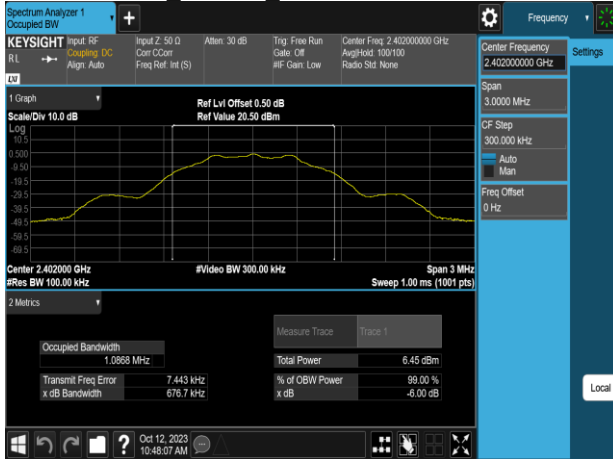 Spectrum Analyzer 1
Occupied BW
+
Frequency
KEYSIGHT
RL
LXI
Input: RF
Coupling: DC
Align: Auto
Input Z: 50 Ω
Corr CCorr
Freq Ref: Int (S)
Atten: 30 dB
Trig: Free Run
Gate: Off
#IF Gain: Low
Center Freq: 2.402000000 GHz
Avg|Hold: 100/100
Radio Std: None
Center Frequency
2.402000000 GHz
Settings
Span
3.0000 MHz
CF Step
300.000 kHz
Auto
Man
Freq Offset
0 Hz
Local
1 Graph
Scale/Div 10.0 dB
Ref Lvl Offset 0.50 dB
Ref Value 20.50 dBm
Log
10.5
0.500
-9.50
-19.5
-29.5
-39.5
-49.5
-59.5
-69.5
Center 2.402000 GHz
#Video BW 300.00 kHz
Span 3 MHz
#Res BW 100.00 kHz
Sweep 1.00 ms (1001 pts)
2 Metrics
Measure Trace
Trace 1
Occupied Bandwidth
1.0868 MHz
Total Power
6.45 dBm
Transmit Freq Error
7.443 kHz
% of OBW Power
99.00 %
x dB Bandwidth
676.7 kHz
x dB
-6.00 dB
?
Oct 12, 2023
10:48:07 AM